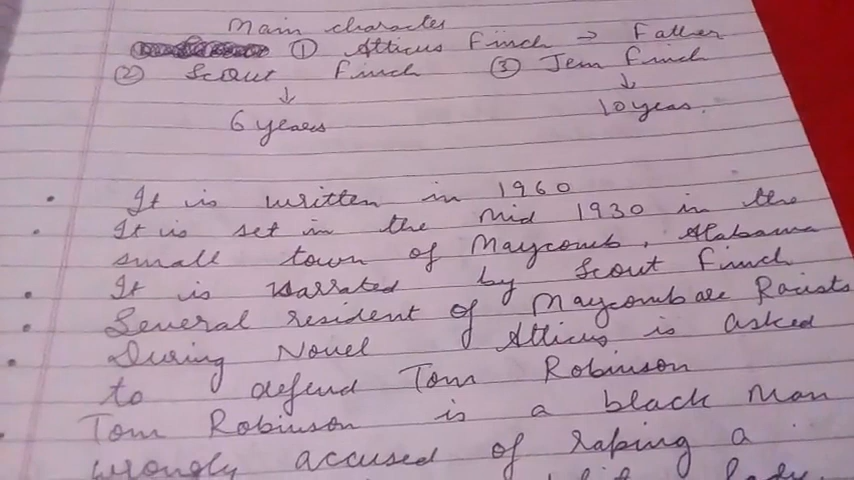 Main character
① Atticus Finch → Father
② Scout Finch ③ Jem Finch
↓ ↓
6 years 10 yeas.
• It is written in 1960
• It is set in the Mid 1930 in the
small town of Maycomb, Alabama
• It is narrated by Scout Finch
• Several resident of Maycomb are Racists
• During Novel Atticus is asked
to defend Tom Robinson
• Tom Robinson is a black Man
wrongly accused of raping a
lady.